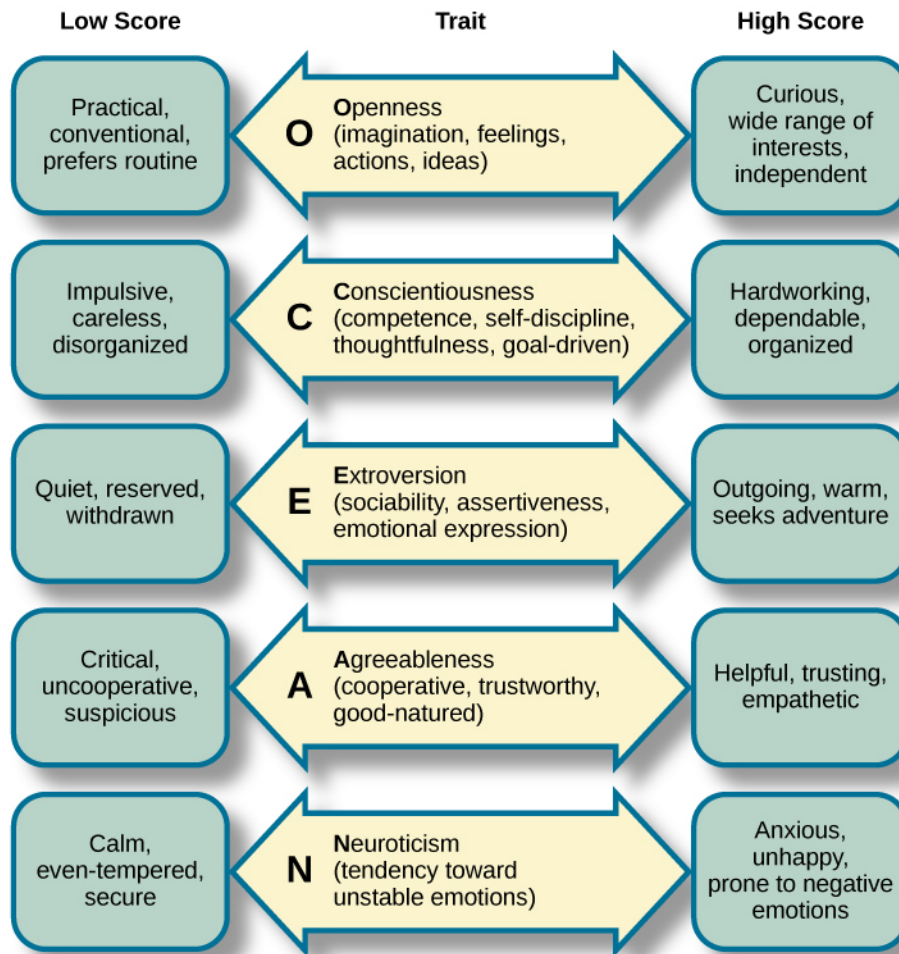 Low Score
Trait
High Score
Practical,
conventional,
prefers routine
O
Openness
(imagination, feelings,
actions, ideas)
Curious,
wide range of
interests,
independent
Impulsive,
careless,
disorganized
C
Conscientiousness
(competence, self-discipline,
thoughtfulness, goal-driven)
Hardworking,
dependable,
organized
Quiet, reserved,
withdrawn
E
Extroversion
(sociability, assertiveness,
emotional expression)
Outgoing, warm,
seeks adventure
Critical,
uncooperative,
suspicious
A
Agreeableness
(cooperative, trustworthy,
good-natured)
Helpful, trusting,
empathetic
Calm,
even-tempered,
secure
N
Neuroticism
(tendency toward
unstable emotions)
Anxious,
unhappy,
prone to negative
emotions